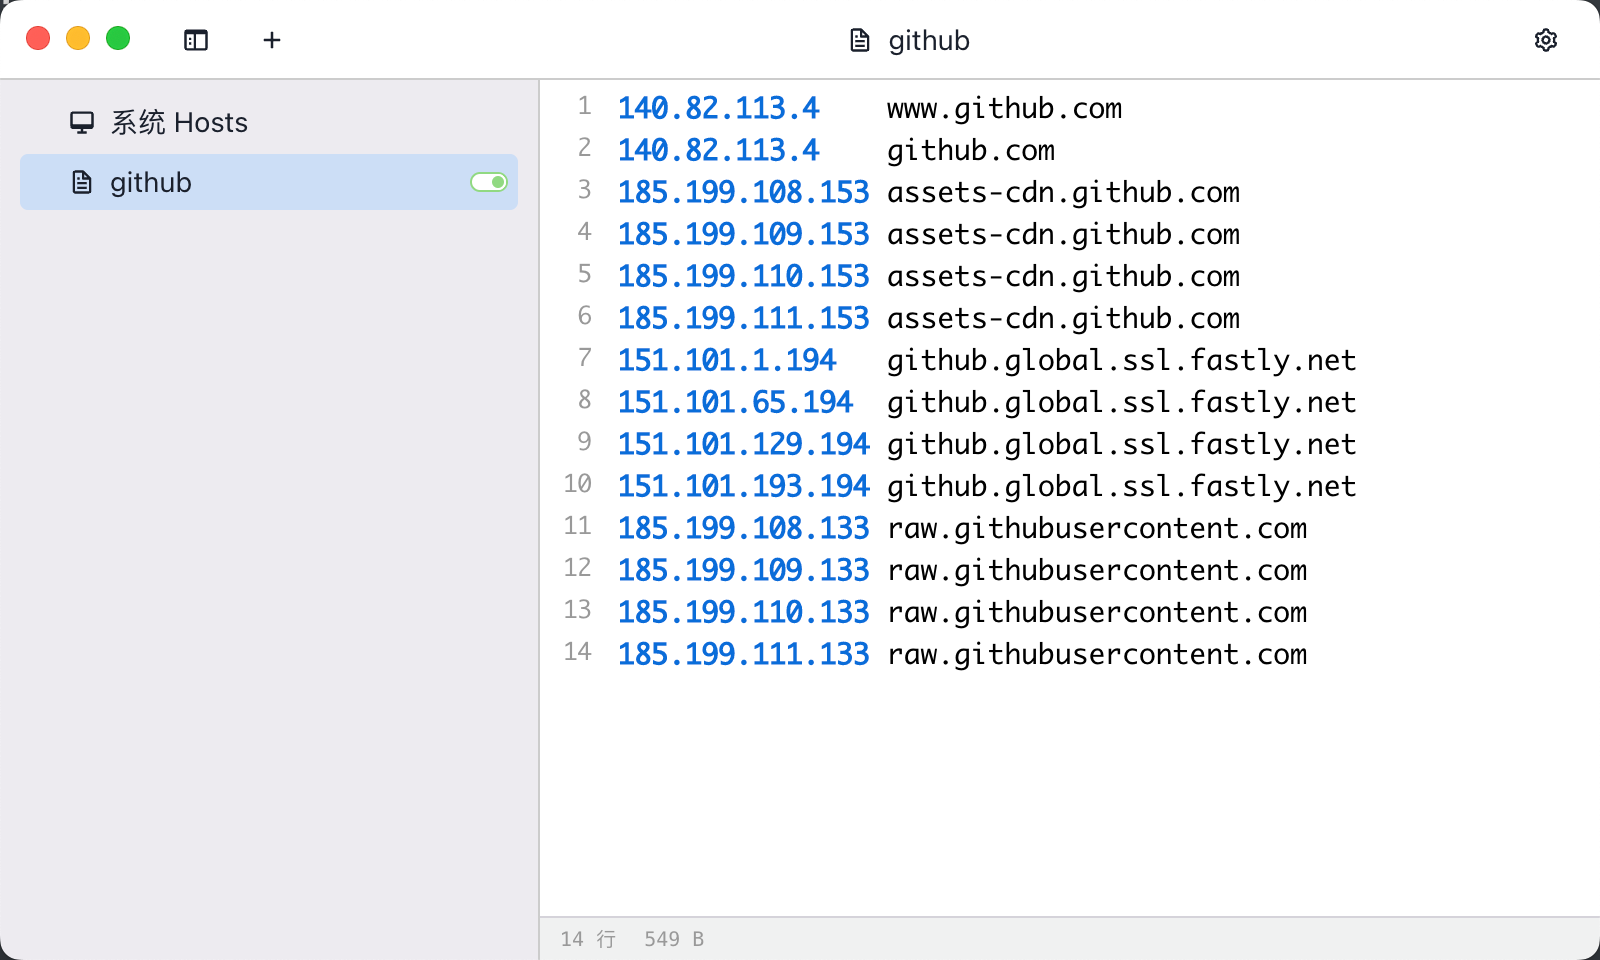 github
系统 Hosts
github
1 140.82.113.4 www.github.com
2 140.82.113.4 github.com
3 185.199.108.153 assets-cdn.github.com
4 185.199.109.153 assets-cdn.github.com
5 185.199.110.153 assets-cdn.github.com
6 185.199.111.153 assets-cdn.github.com
7 151.101.1.194 github.global.ssl.fastly.net
8 151.101.65.194 github.global.ssl.fastly.net
9 151.101.129.194 github.global.ssl.fastly.net
10 151.101.193.194 github.global.ssl.fastly.net
11 185.199.108.133 raw.githubusercontent.com
12 185.199.109.133 raw.githubusercontent.com
13 185.199.110.133 raw.githubusercontent.com
14 185.199.111.133 raw.githubusercontent.com
14 行 549 B